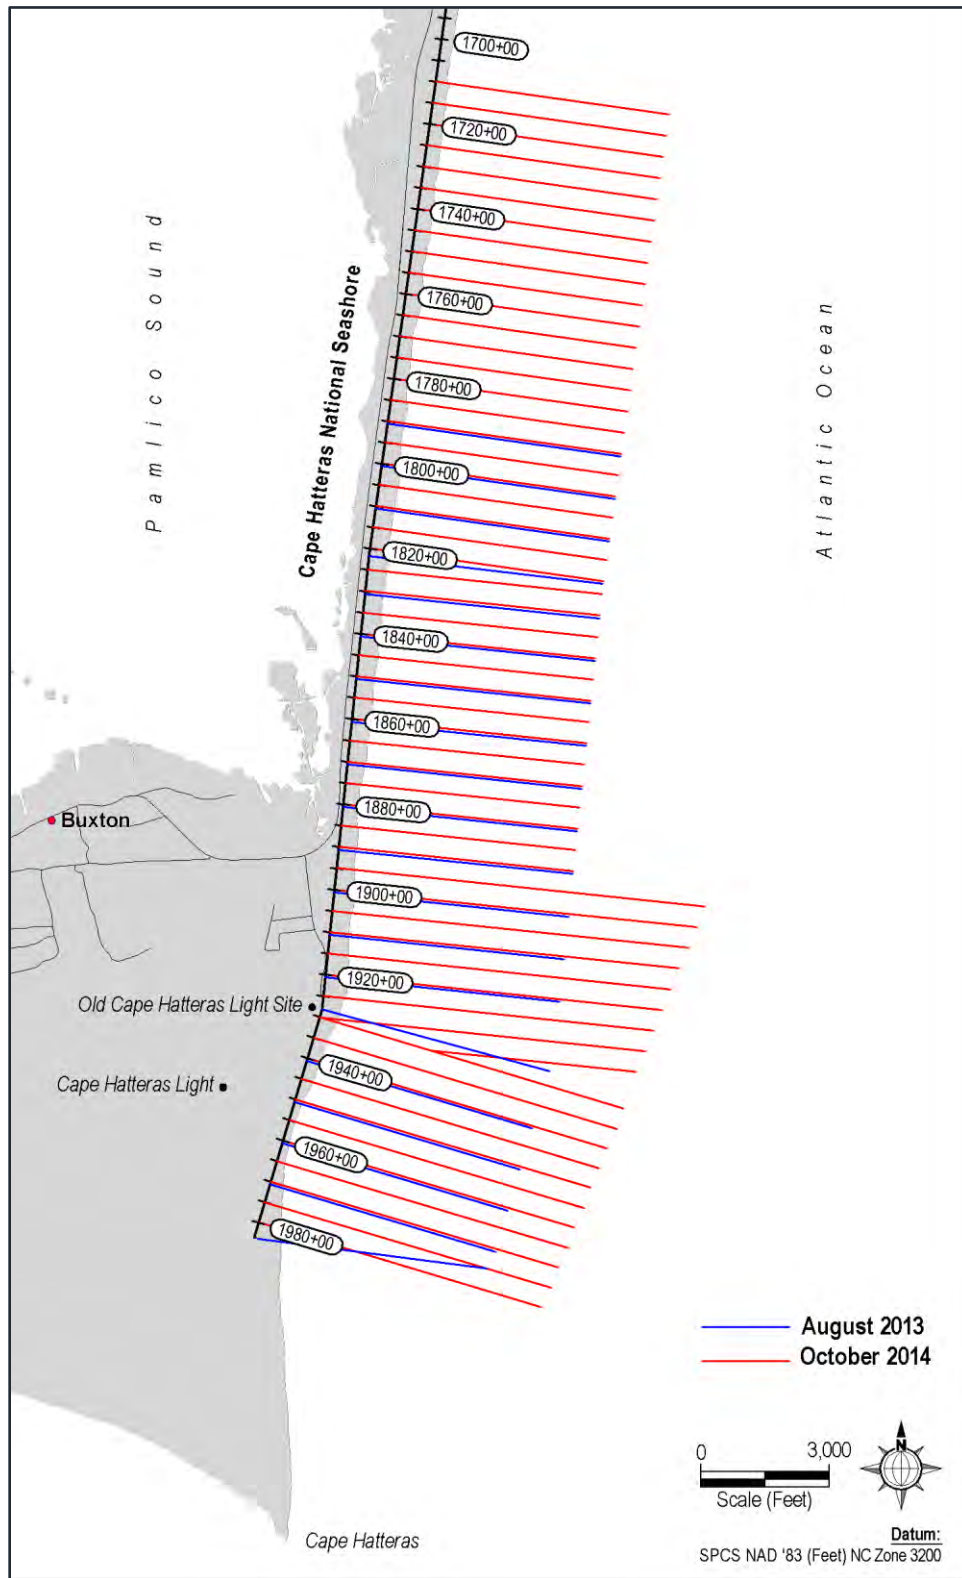 1700+00
1720+00
1740+00
1760+00
1780+00
1800+00
1820+00
1840+00
1860+00
1880+00
1900+00
1920+00
1940+00
1960+00
1980+00
Pamlico Sound
Cape Hatteras National Seashore
Atlantic Ocean
Buxton
Old Cape Hatteras Light Site
Cape Hatteras Light
August 2013
October 2014
0 3,000
Scale (Feet)
N
Cape Hatteras
Datum:
SPCS NAD '83 (Feet) NC Zone 3200